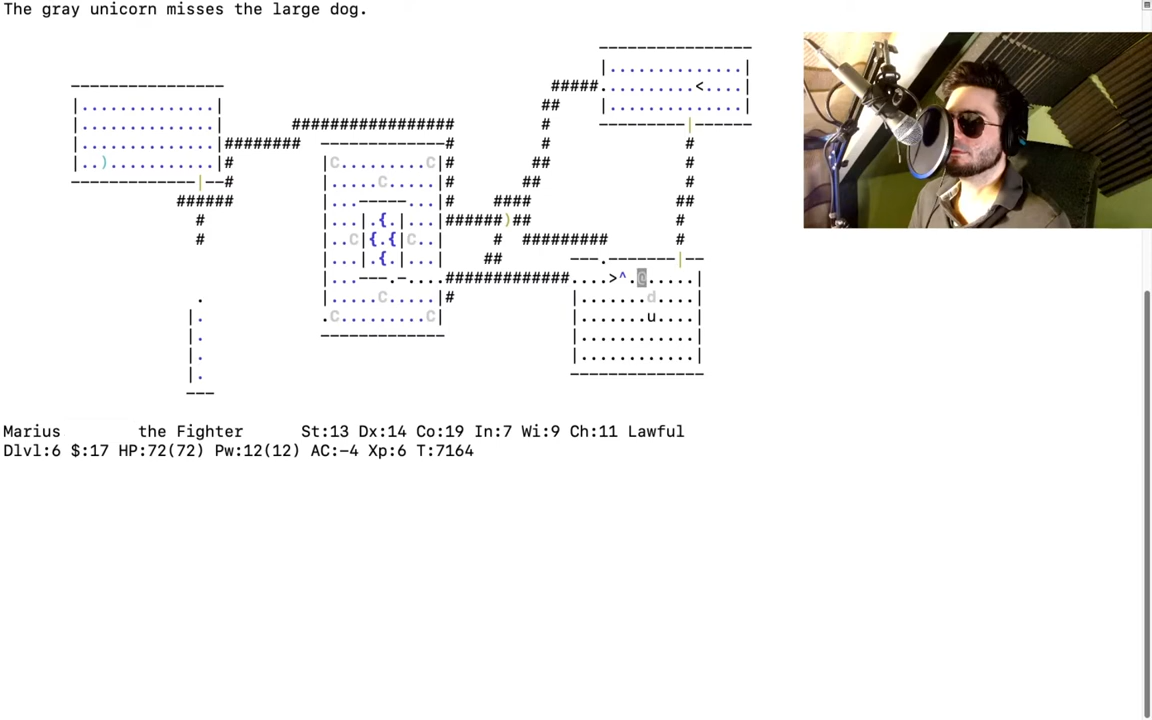 The gray unicorn misses the large dog.
---------------
|..............|
#####.........<....|
---------------- ## |..............|
|..............| ################# # ---------|------
|..............| -------------# # #
|..............|######## |C.........C|# ## #
|..)...........|# |.....C.....|# ## #
-------------|--# |...-----...|# #### ##
###### |...|.{.|...|######)## #
# |..C|{.{|C..| # ######### #
# |...|.{.|...| ## ---.-------|--
|...---.-....#############....>^.@.....|
. |.....C.....|# |.......d....|
|. .C.........C| |.......u....|
|. ------------- |............|
|. |............|
|. --------------
---
Marius the Fighter St:13 Dx:14 Co:19 In:7 Wi:9 Ch:11 Lawful
Dlvl:6 $:17 HP:72(72) Pw:12(12) AC:-4 Xp:6 T:7164